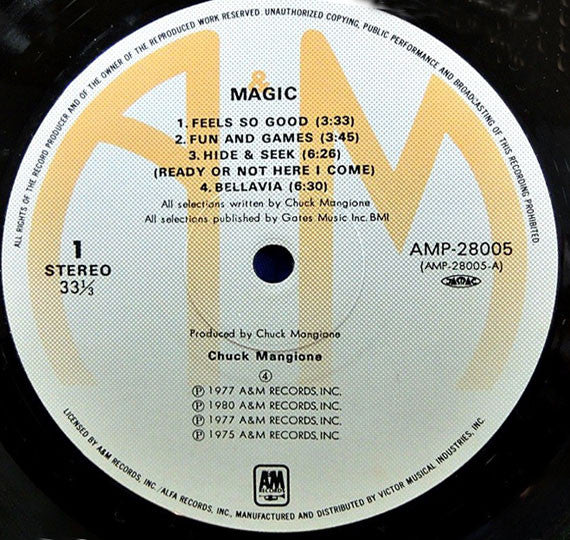 ALL RIGHTS OF THE RECORD PRODUCER AND OF THE OWNER OF THE REPRODUCED WORK RESERVED. UNAUTHORIZED COPYING, PUBLIC PERFORMANCE AND BROADCASTING OF THIS RECORDING PROHIBITED
&
MAGIC
1. FEELS SO GOOD (3:33)
2. FUN AND GAMES (3:45)
3. HIDE & SEEK (6:26)
(READY OR NOT HERE I COME)
4. BELLAVIA (6:30)
All selections written by Chuck Mangione
All selections published by Gates Music Inc. BMI
1
STEREO
33⅓
AMP-28005
(AMP-28005-A)
JASRAC
Produced by Chuck Mangione
Chuck Mangione
④
Ⓟ 1977 A&M RECORDS, INC.
Ⓟ 1980 A&M RECORDS, INC.
Ⓟ 1977 A&M RECORDS, INC.
Ⓟ 1975 A&M RECORDS, INC.
A&M
RECORDS
LICENSED BY A&M RECORDS, INC./ALFA RECORDS, INC., MANUFACTURED AND DISTRIBUTED BY VICTOR MUSICAL INDUSTRIES, INC.